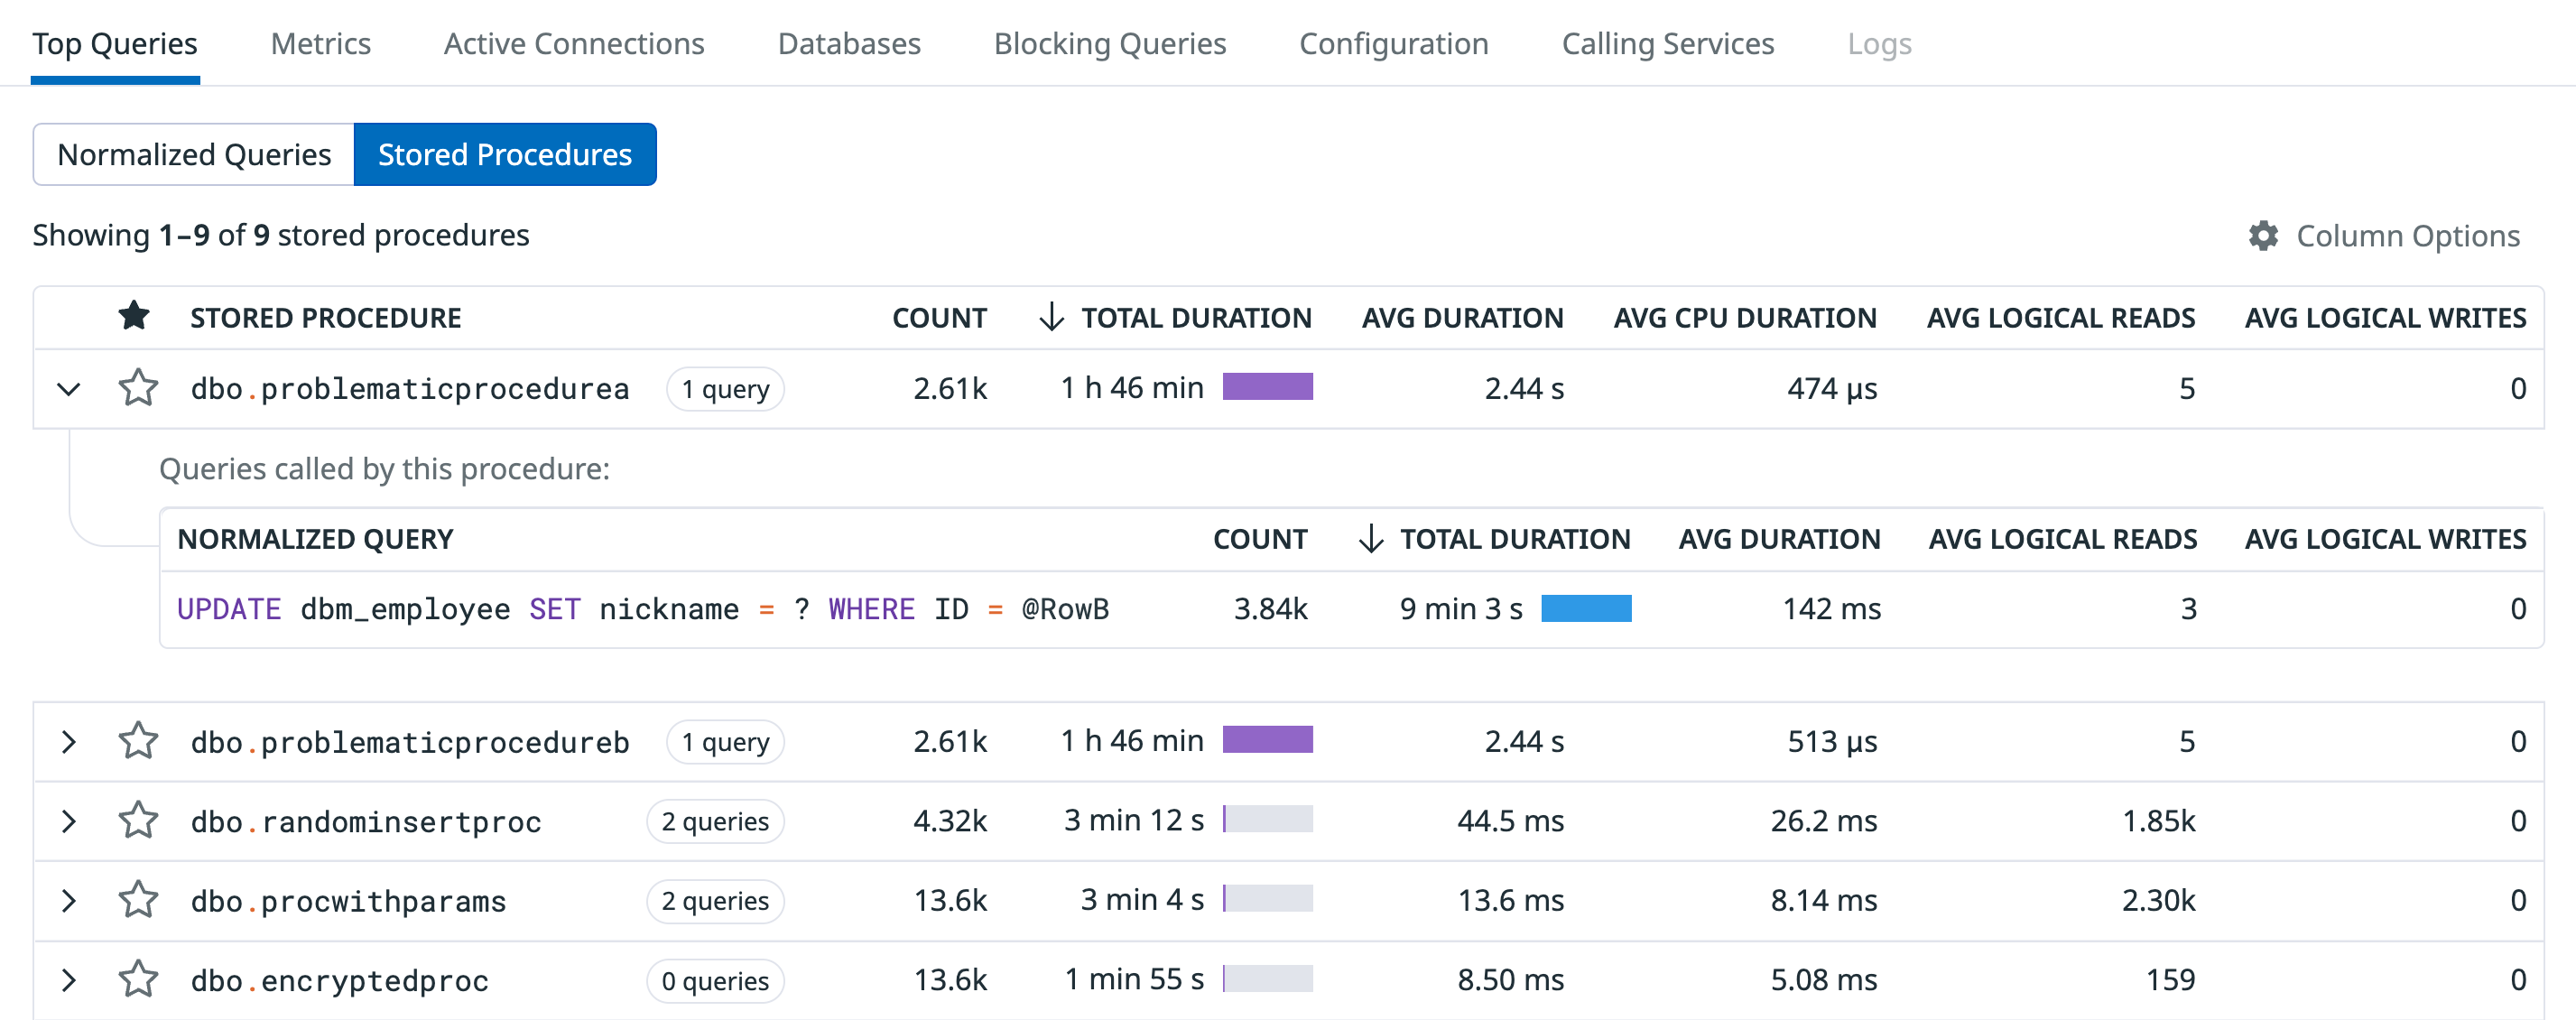 Top Queries Metrics Active Connections Databases Blocking Queries Configuration Calling Services Logs
Normalized Queries Stored Procedures
Showing 1–9 of 9 stored procedures Column Options
STORED PROCEDURE COUNT TOTAL DURATION AVG DURATION AVG CPU DURATION AVG LOGICAL READS AVG LOGICAL WRITES
dbo.problematicprocedurea 1 query 2.61k 1 h 46 min 2.44 s 474 µs 5 0
Queries called by this procedure:
NORMALIZED QUERY COUNT TOTAL DURATION AVG DURATION AVG LOGICAL READS AVG LOGICAL WRITES
UPDATE dbm_employee SET nickname = ? WHERE ID = @RowB 3.84k 9 min 3 s 142 ms 3 0
dbo.problematicprocedureb 1 query 2.61k 1 h 46 min 2.44 s 513 µs 5 0
dbo.randominsertproc 2 queries 4.32k 3 min 12 s 44.5 ms 26.2 ms 1.85k 0
dbo.procwithparams 2 queries 13.6k 3 min 4 s 13.6 ms 8.14 ms 2.30k 0
dbo.encryptedproc 0 queries 13.6k 1 min 55 s 8.50 ms 5.08 ms 159 0